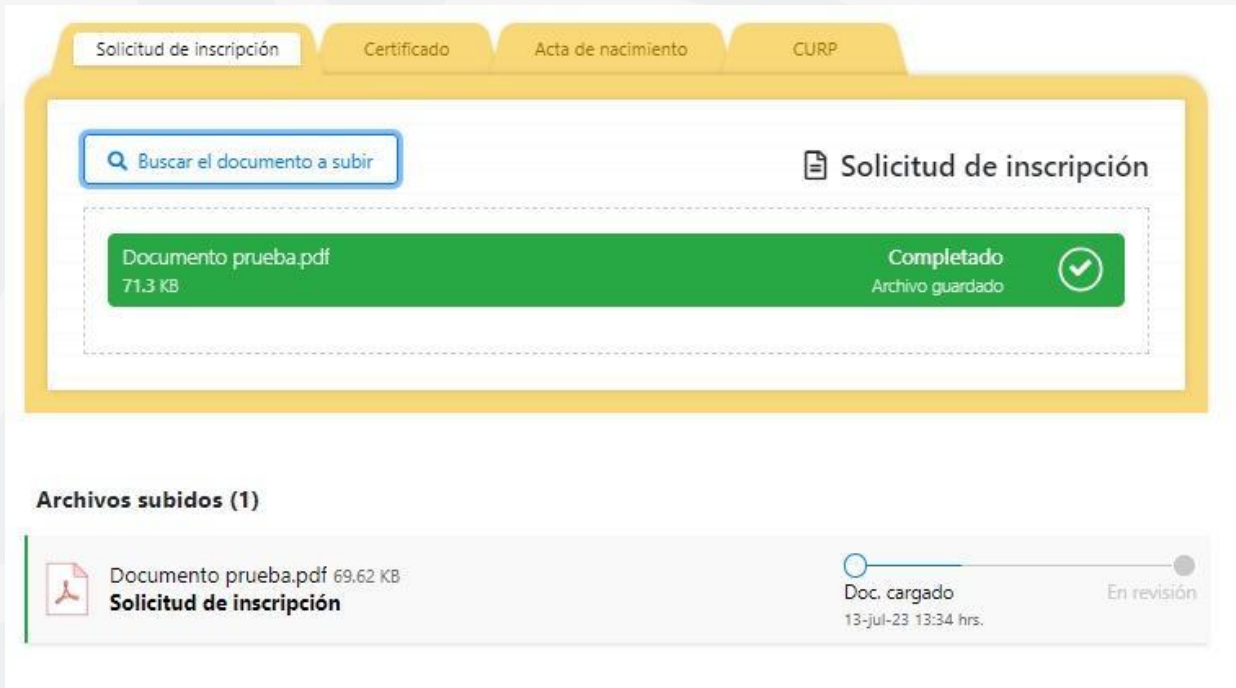 Solicitud de inscripción
Certificado
Acta de nacimiento
CURP
Buscar el documento a subir
Solicitud de inscripción
Documento prueba.pdf
71.3 KB
Completado
Archivo guardado
Archivos subidos (1)
Documento prueba.pdf 69.62 KB
Solicitud de inscripción
Doc. cargado
13-jul-23 13:34 hrs.
En revisión